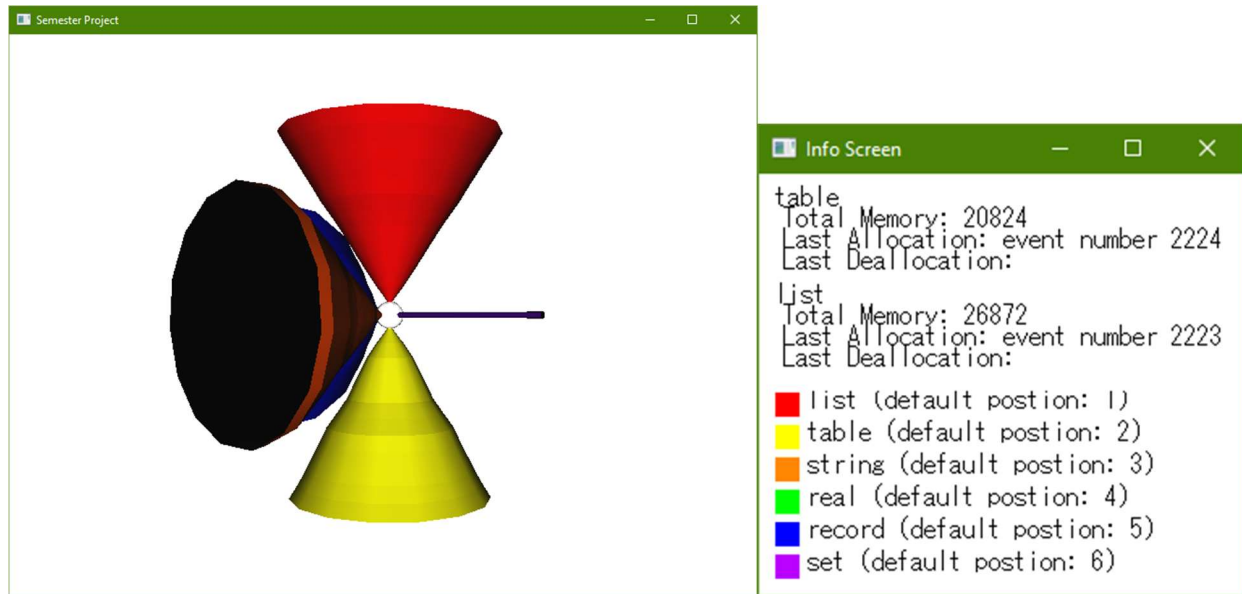 Semester Project
Info Screen
table
Total Memory: 20824
Last Allocation: event number 2224
Last Deallocation:
list
Total Memory: 26872
Last Allocation: event number 2223
Last Deallocation:
list (default postion: 1)
table (default postion: 2)
string (default postion: 3)
real (default postion: 4)
record (default postion: 5)
set (default postion: 6)